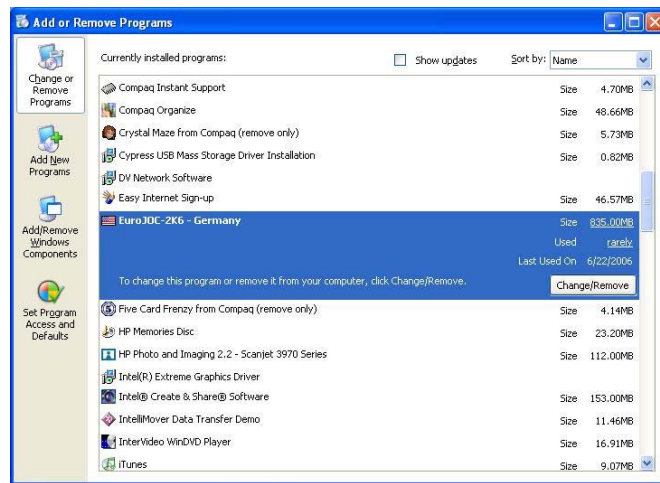 Add or Remove Programs
Change or
Remove
Programs
Add New
Programs
Add/Remove
Windows
Components
Set Program
Access and
Defaults
Currently installed programs:
Show updates
Sort by: Name
Compaq Instant Support Size 4.70MB
Compaq Organize Size 48.66MB
Crystal Maze from Compaq (remove only) Size 5.73MB
Cypress USB Mass Storage Driver Installation Size 0.82MB
DV Network Software
Easy Internet Sign-up Size 46.57MB
EuroJOC-2K6 - Germany Size 835.00MB
Used rarely
Last Used On 6/22/2006
To change this program or remove it from your computer, click Change/Remove. Change/Remove
Five Card Frenzy from Compaq (remove only) Size 4.14MB
HP Memories Disc Size 23.20MB
HP Photo and Imaging 2.2 - Scanjet 3970 Series Size 112.00MB
Intel(R) Extreme Graphics Driver
Intel® Create & Share® Software Size 153.00MB
IntelliMover Data Transfer Demo Size 11.46MB
InterVideo WinDVD Player Size 16.91MB
iTunes Size 9.07MB